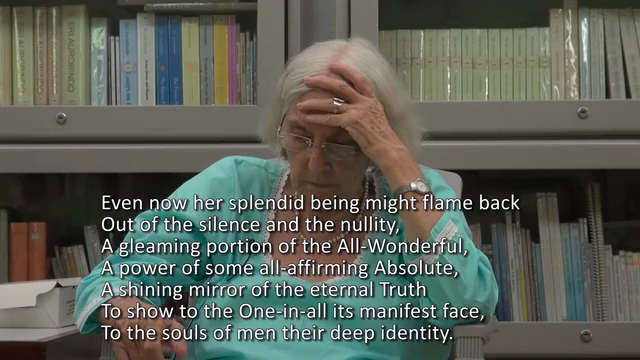 SRI AUROBINDO
Even now her splendid being might flame back
Out of the silence and the nullity,
A gleaming portion of the All-Wonderful,
A power of some all-affirming Absolute,
A shining mirror of the eternal Truth
To show to the One-in-all its manifest face,
To the souls of men their deep identity.